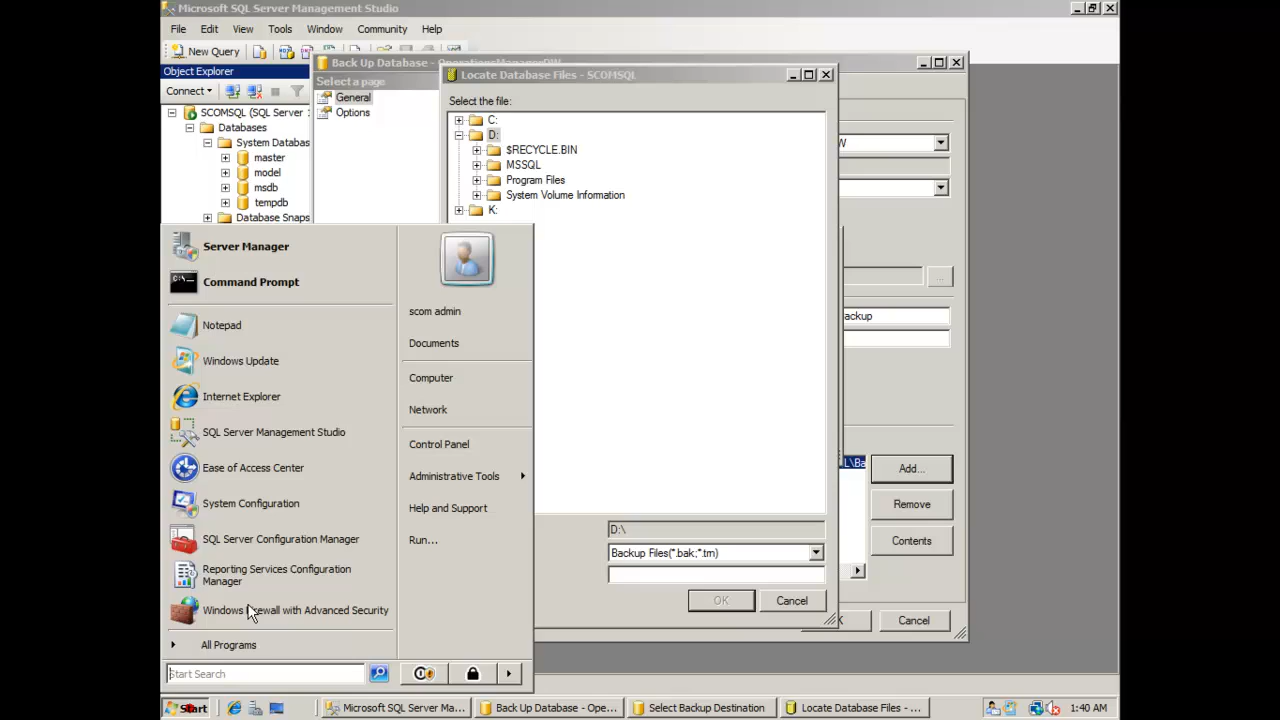 Microsoft SQL Server Management Studio
File Edit View Tools Window Community Help
New Query
Object Explorer
Connect
SCOMSQL (SQL Server
Databases
System Databas
master
model
msdb
tempdb
Database Snaps
Back Up Database - OperationsManagerDW
Select a page
General
Options
Locate Database Files - SCOMSQL
Select the file:
C:
D:
$RECYCLE.BIN
MSSQL
Program Files
System Volume Information
K:
D:\
Backup Files(*.bak;*.trn)
OK
Cancel
W
...
ackup
L\Ba
Add...
Remove
Contents
K
Cancel
Server Manager
Command Prompt
Notepad
Windows Update
Internet Explorer
SQL Server Management Studio
Ease of Access Center
System Configuration
SQL Server Configuration Manager
Reporting Services Configuration
Manager
Windows Firewall with Advanced Security
All Programs
Start Search
scom admin
Documents
Computer
Network
Control Panel
Administrative Tools
Help and Support
Run...
Start
Microsoft SQL Server Ma...
Back Up Database - Ope...
Select Backup Destination
Locate Database Files - ...
1:40 AM